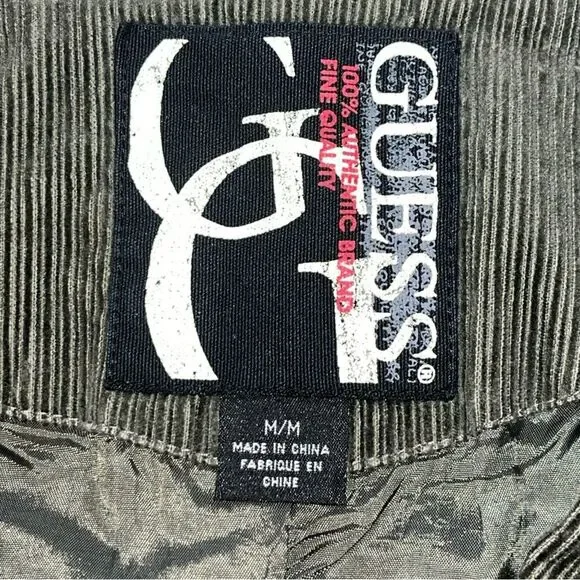 GUESS®
100% AUTHENTIC BRAND
FINE QUALITY
G
G
M/M
MADE IN CHINA
FABRIQUE EN
CHINE